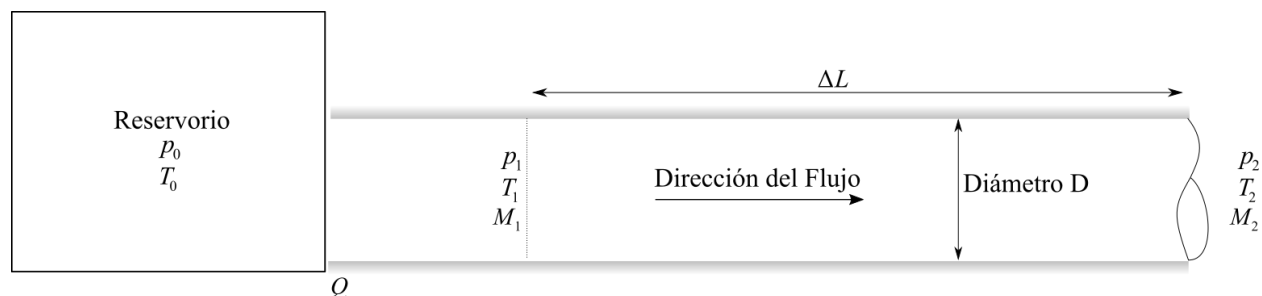 ΔL
Reservorio
p₀
T₀
p₁
T₁
M₁
Dirección del Flujo
Diámetro D
p₂
T₂
M₂
Q